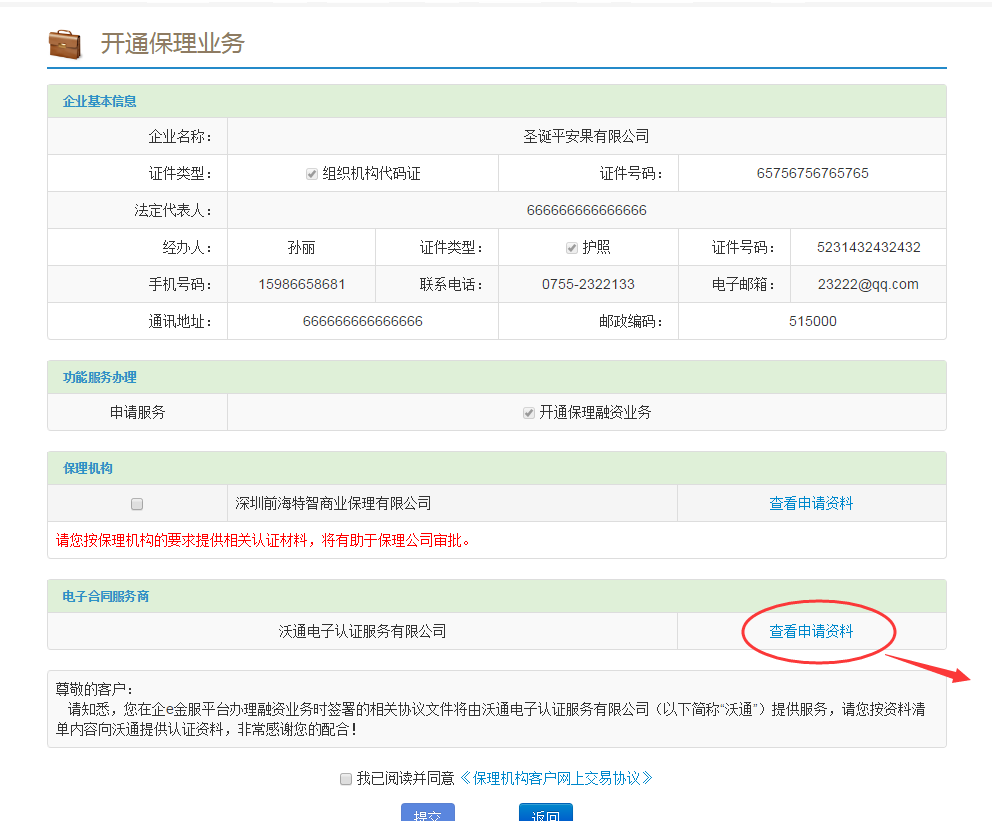 开通保理业务
企业基本信息
企业名称： 圣诞平安果有限公司
证件类型： 组织机构代码证 证件号码： 65756756765765
法定代表人： 666666666666666
经办人： 孙丽 证件类型： 护照 证件号码： 5231432432432
手机号码： 15986658681 联系电话： 0755-2322133 电子邮箱： 23222@qq.com
通讯地址： 666666666666666 邮政编码： 515000
功能服务办理
申请服务 开通保理融资业务
保理机构
深圳前海特智商业保理有限公司 查看申请资料
请您按保理机构的要求提供相关认证材料，将有助于保理公司审批。
电子合同服务商
沃通电子认证服务有限公司 查看申请资料
尊敬的客户：
请知悉，您在企e金服平台办理融资业务时签署的相关协议文件将由沃通电子认证服务有限公司（以下简称“沃通”）提供服务，请您按资料清
单内容向沃通提供认证资料，非常感谢您的配合！
我已阅读并同意《保理机构客户网上交易协议》
提交 返回